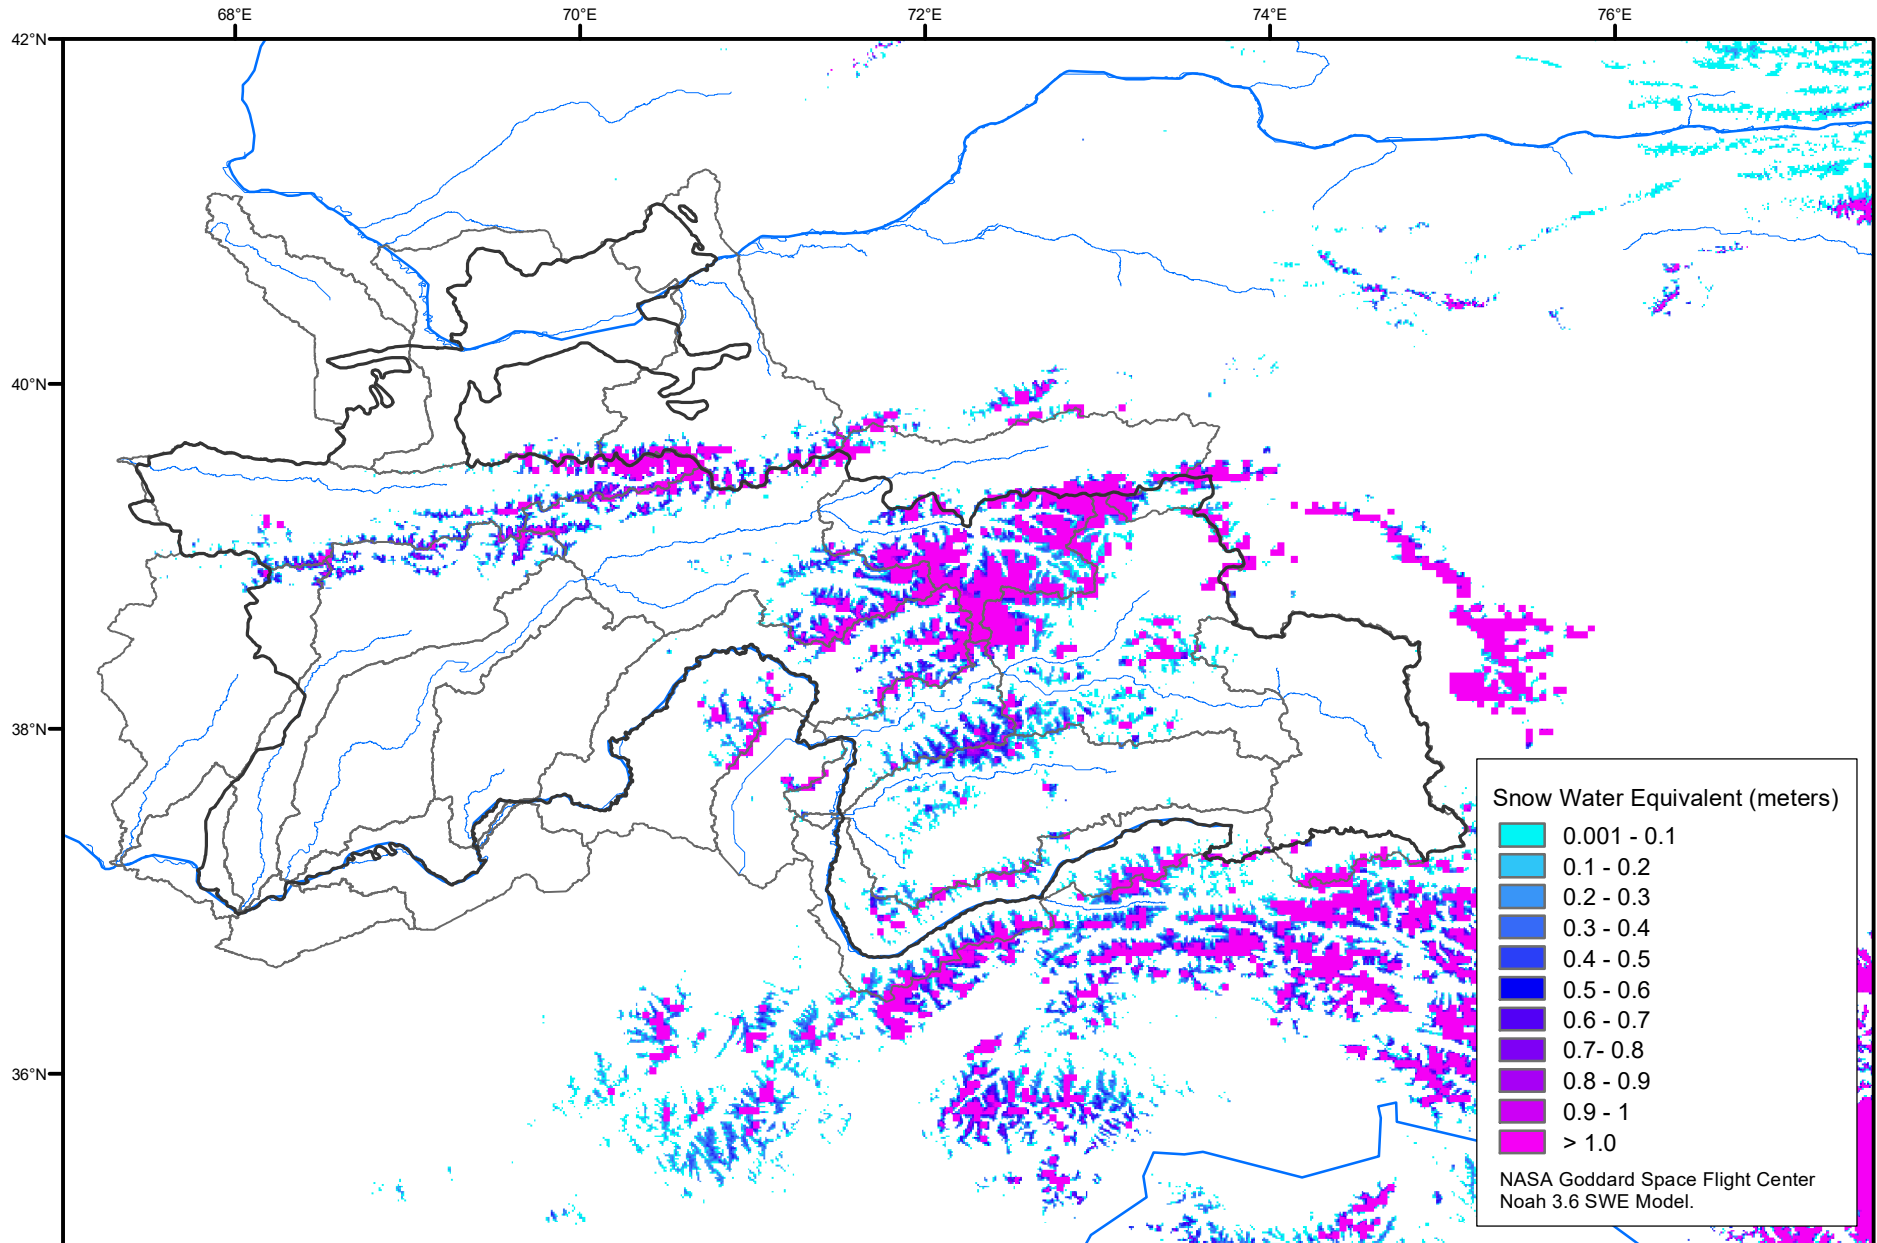 68°E 70°E 72°E 74°E 76°E
42°N
40°N
38°N
36°N
Snow Water Equivalent (meters)
0.001 - 0.1
0.1 - 0.2
0.2 - 0.3
0.3 - 0.4
0.4 - 0.5
0.5 - 0.6
0.6 - 0.7
0.7- 0.8
0.8 - 0.9
0.9 - 1
> 1.0
NASA Goddard Space Flight Center
Noah 3.6 SWE Model.